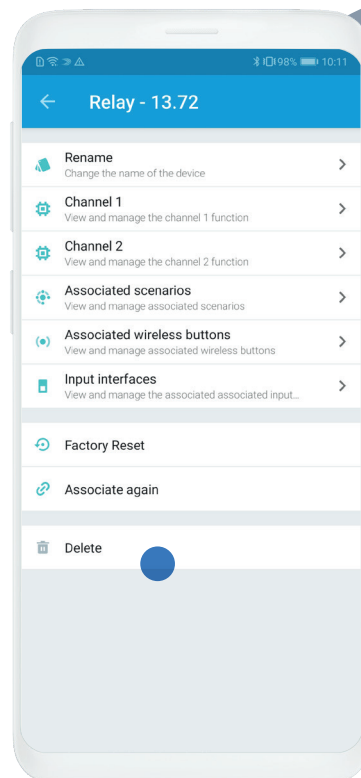 98% 10:11
Relay - 13.72
Rename
Change the name of the device
Channel 1
View and manage the channel 1 function
Channel 2
View and manage the channel 2 function
Associated scenarios
View and manage associated scenarios
Associated wireless buttons
View and manage associated wireless buttons
Input interfaces
View and manage the associated associated input...
Factory Reset
Associate again
Delete